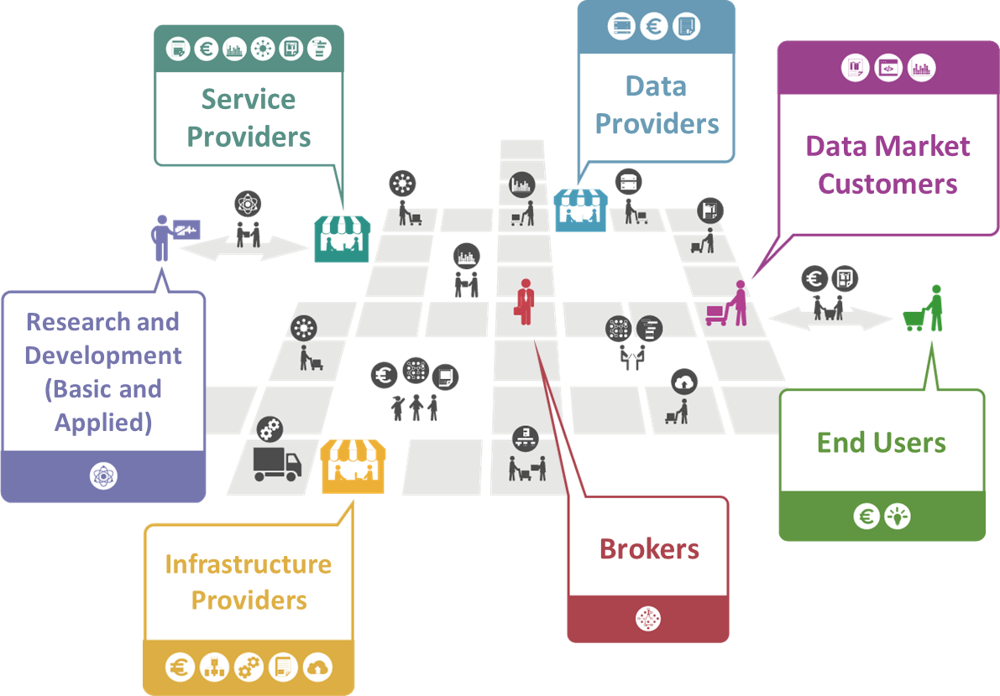 Service
Providers
Data
Providers
Data Market
Customers
Research and
Development
(Basic and
Applied)
End Users
Brokers
Infrastructure
Providers